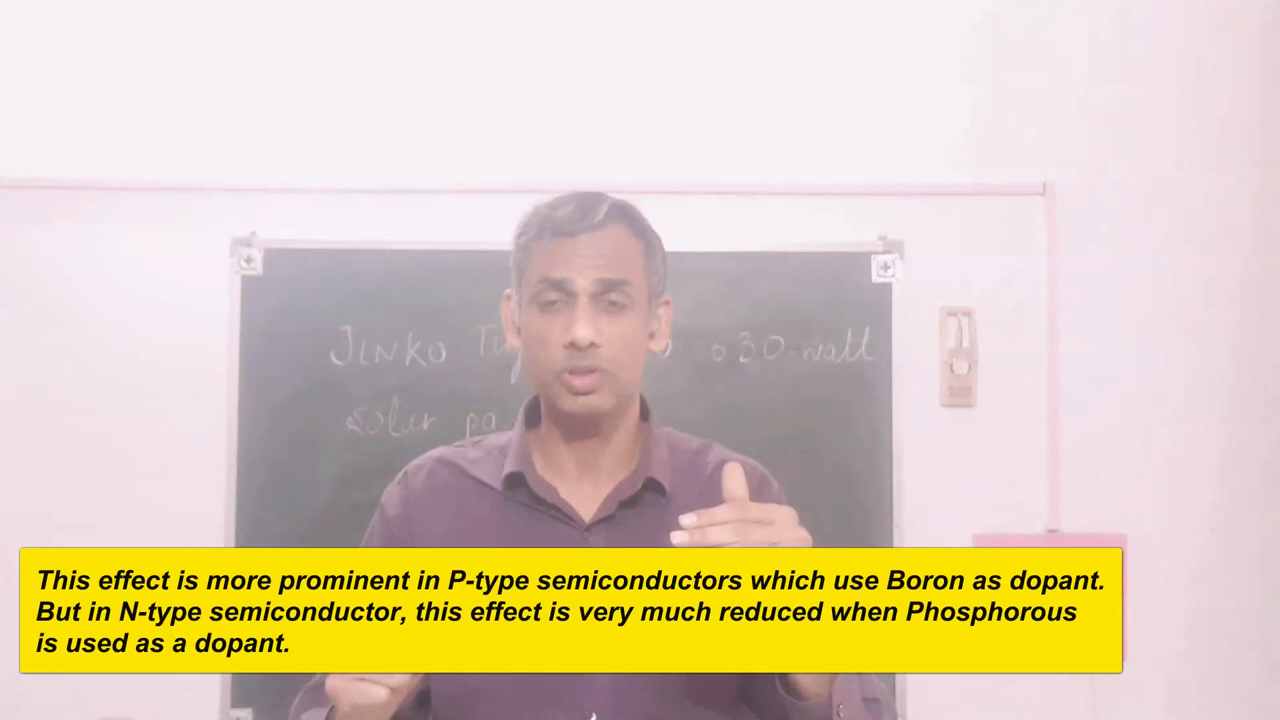 JINKO 630-watt
solar
This effect is more prominent in P-type semiconductors which use Boron as dopant.
But in N-type semiconductor, this effect is very much reduced when Phosphorous
is used as a dopant.